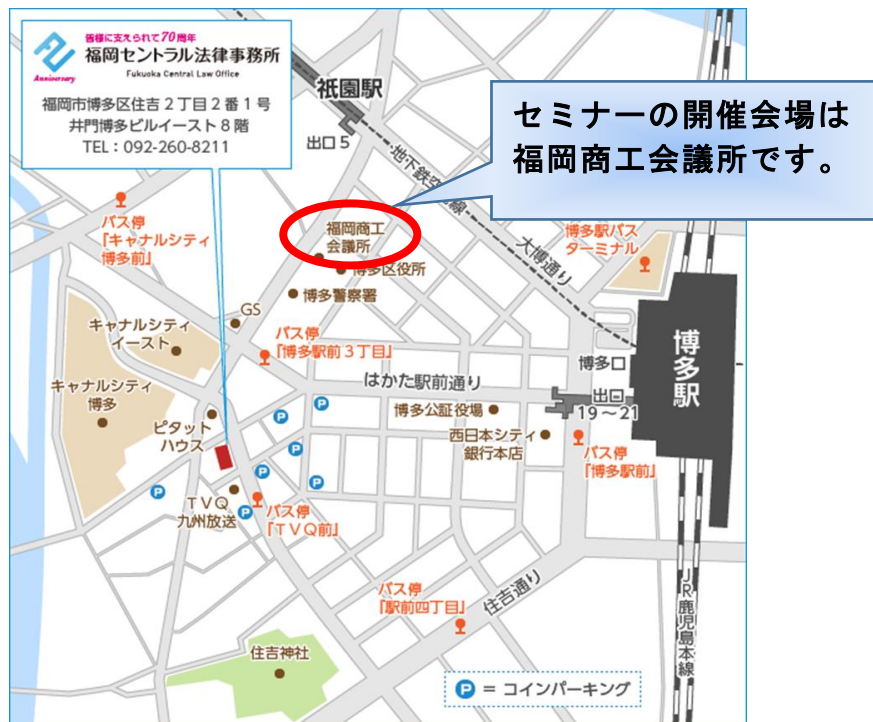 皆様に支えられて70周年
福岡セントラル法律事務所
Anniversary
Fukuoka Central Law Office
福岡市博多区住吉2丁目2番1号
井門博多ビルイースト8階
TEL:092-260-8211
祇園駅
出口5
セミナーの開催会場は
福岡商工会議所です。
地下鉄空
線
バス停
「キャナルシティ
博多前」
福岡商工
会議所
博多区役所
博多警察署
大博通り
博多駅バス
ターミナル
GS
キャナルシティ
イースト
バス停
「博多駅前3丁目」
博多口
博多駅
はかた駅前通り
キャナルシティ
博多
出口
19~21
博多公証役場
ピタット
ハウス
西日本シティ
銀行本店
バス停
「博多駅前」
P
P
P
P
P
P
P
TVQ
九州放送
バス停
「TVQ前」
バス停
「駅前四丁目」
住吉通り
JR鹿児島本線
住吉神社
P = コインパーキング